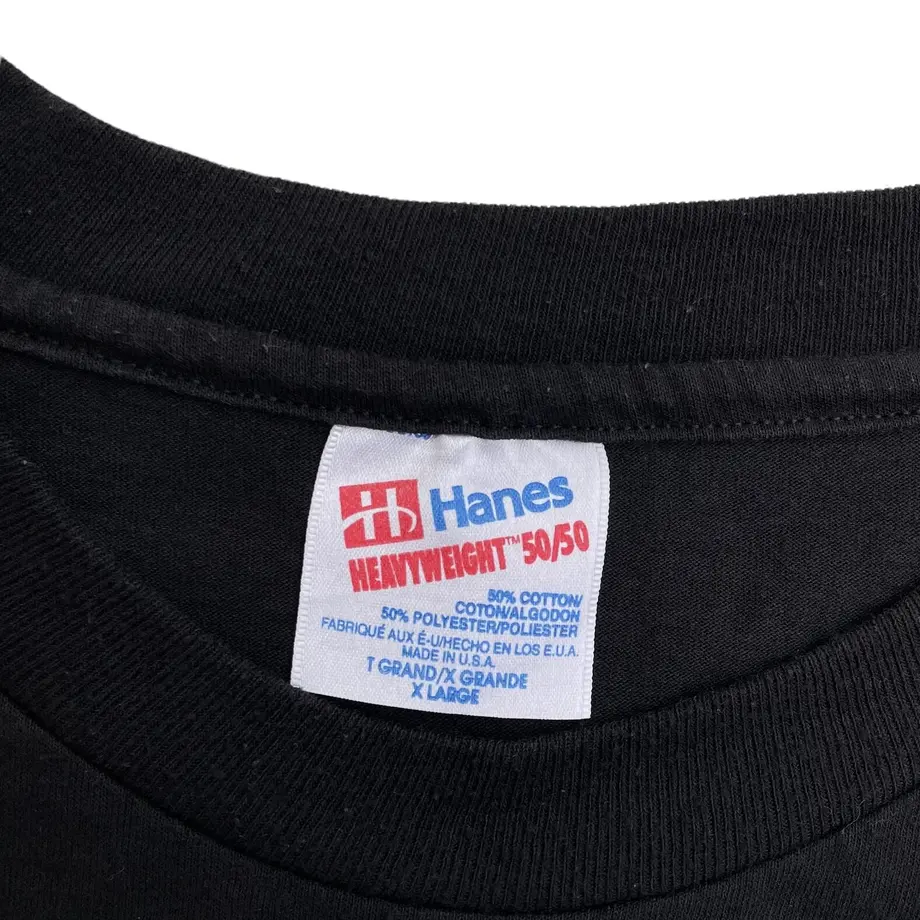 Hanes
HEAVYWEIGHT™ 50/50
50% COTTON/
COTON/ALGODON
50% POLYESTER/POLIESTER
FABRIQUÉ AUX É-U/HECHO EN LOS E.U.A.
MADE IN U.S.A.
T GRAND/X GRANDE
X LARGE